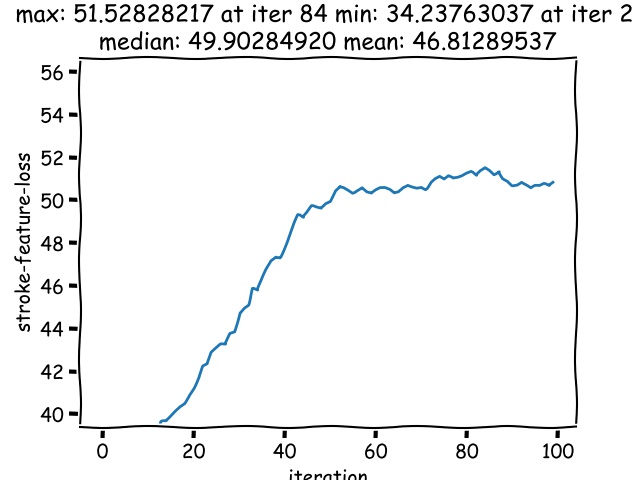 max: 51.52828217 at iter 84 min: 34.23763037 at iter 2
median: 49.90284920 mean: 46.81289537
56
54
52
50
48
46
44
42
40
stroke-feature-loss
0 20 40 60 80 100
iteration